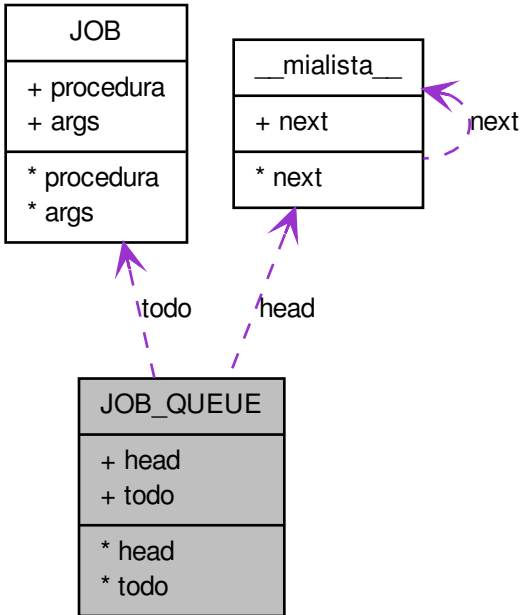 JOB
+ procedura
+ args
* procedura
* args
__mialista__
+ next
* next
next
todo
head
JOB_QUEUE
+ head
+ todo
* head
* todo